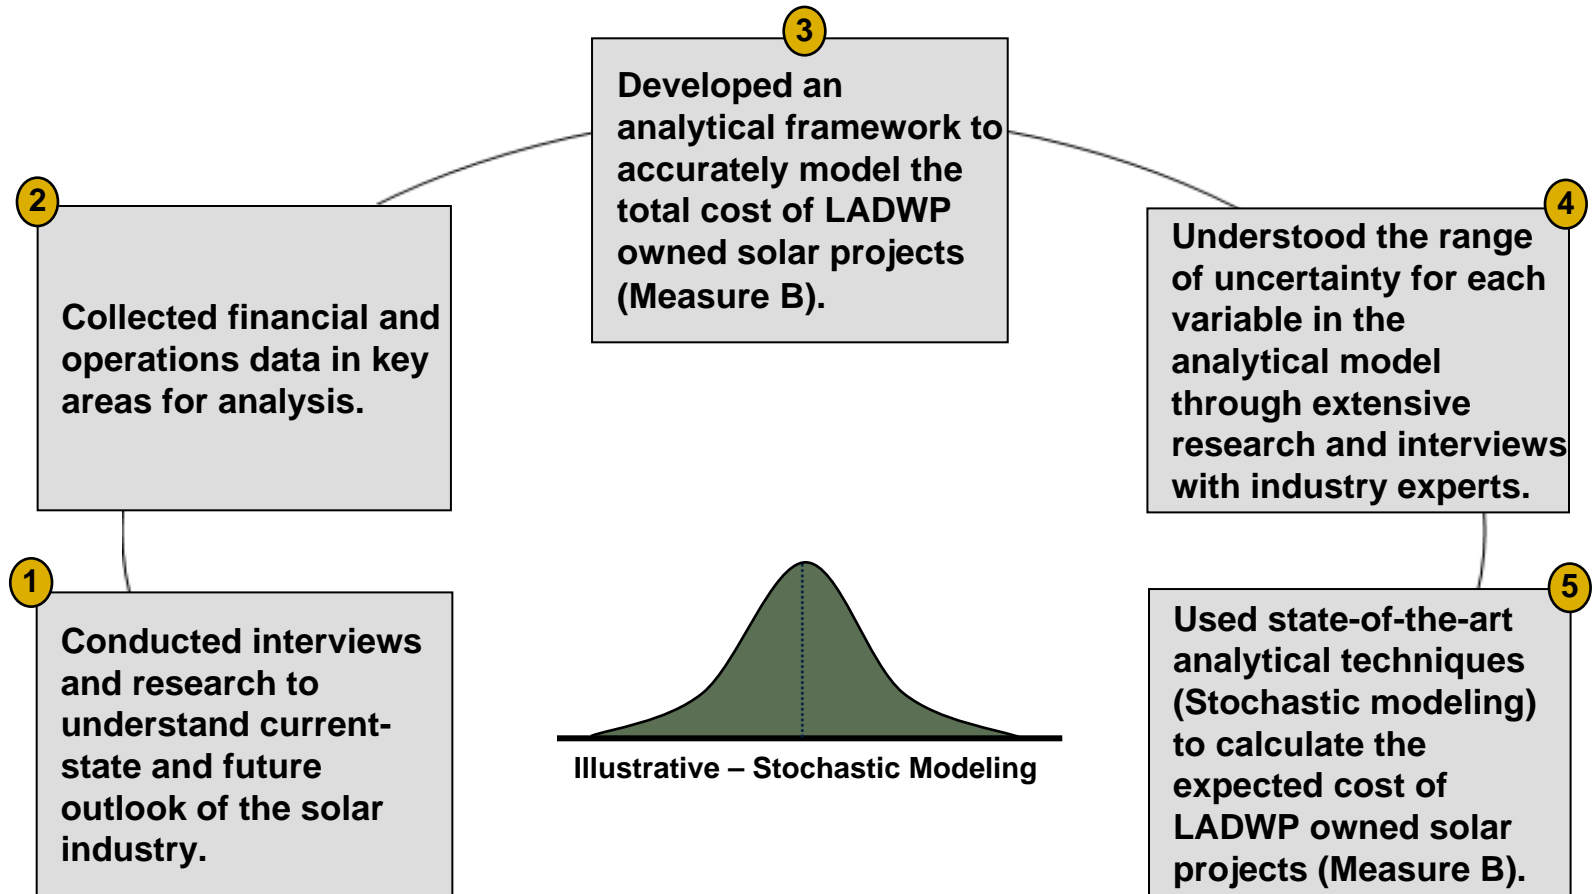 3
Developed an
analytical framework to
accurately model the
total cost of LADWP
owned solar projects
(Measure B).
2
Collected financial and
operations data in key
areas for analysis.
4
Understood the range
of uncertainty for each
variable in the
analytical model
through extensive
research and interviews
with industry experts.
1
Conducted interviews
and research to
understand current-
state and future
outlook of the solar
industry.
Illustrative – Stochastic Modeling
5
Used state-of-the-art
analytical techniques
(Stochastic modeling)
to calculate the
expected cost of
LADWP owned solar
projects (Measure B).